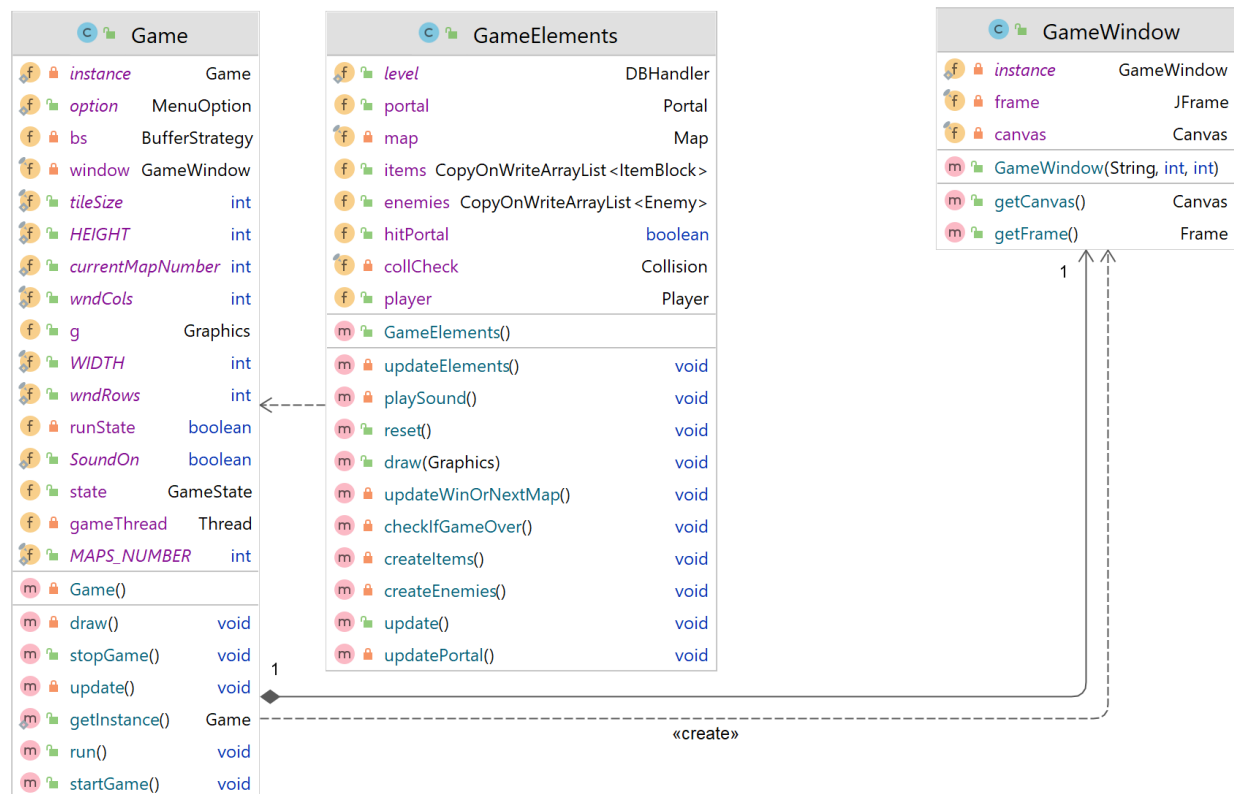 Game
instance Game
option MenuOption
bs BufferStrategy
window GameWindow
tileSize int
HEIGHT int
currentMapNumber int
wndCols int
g Graphics
WIDTH int
wndRows int
runState boolean
SoundOn boolean
state GameState
gameThread Thread
MAPS_NUMBER int
Game()
draw() void
stopGame() void
update() void
getInstance() Game
run() void
startGame() void
GameElements
level DBHandler
portal Portal
map Map
items CopyOnWriteArrayList<ItemBlock>
enemies CopyOnWriteArrayList<Enemy>
hitPortal boolean
collCheck Collision
player Player
GameElements()
updateElements() void
playSound() void
reset() void
draw(Graphics) void
updateWinOrNextMap() void
checkIfGameOver() void
createItems() void
createEnemies() void
update() void
updatePortal() void
GameWindow
instance GameWindow
frame JFrame
canvas Canvas
GameWindow(String, int, int)
getCanvas() Canvas
getFrame() Frame
1
1
«create»